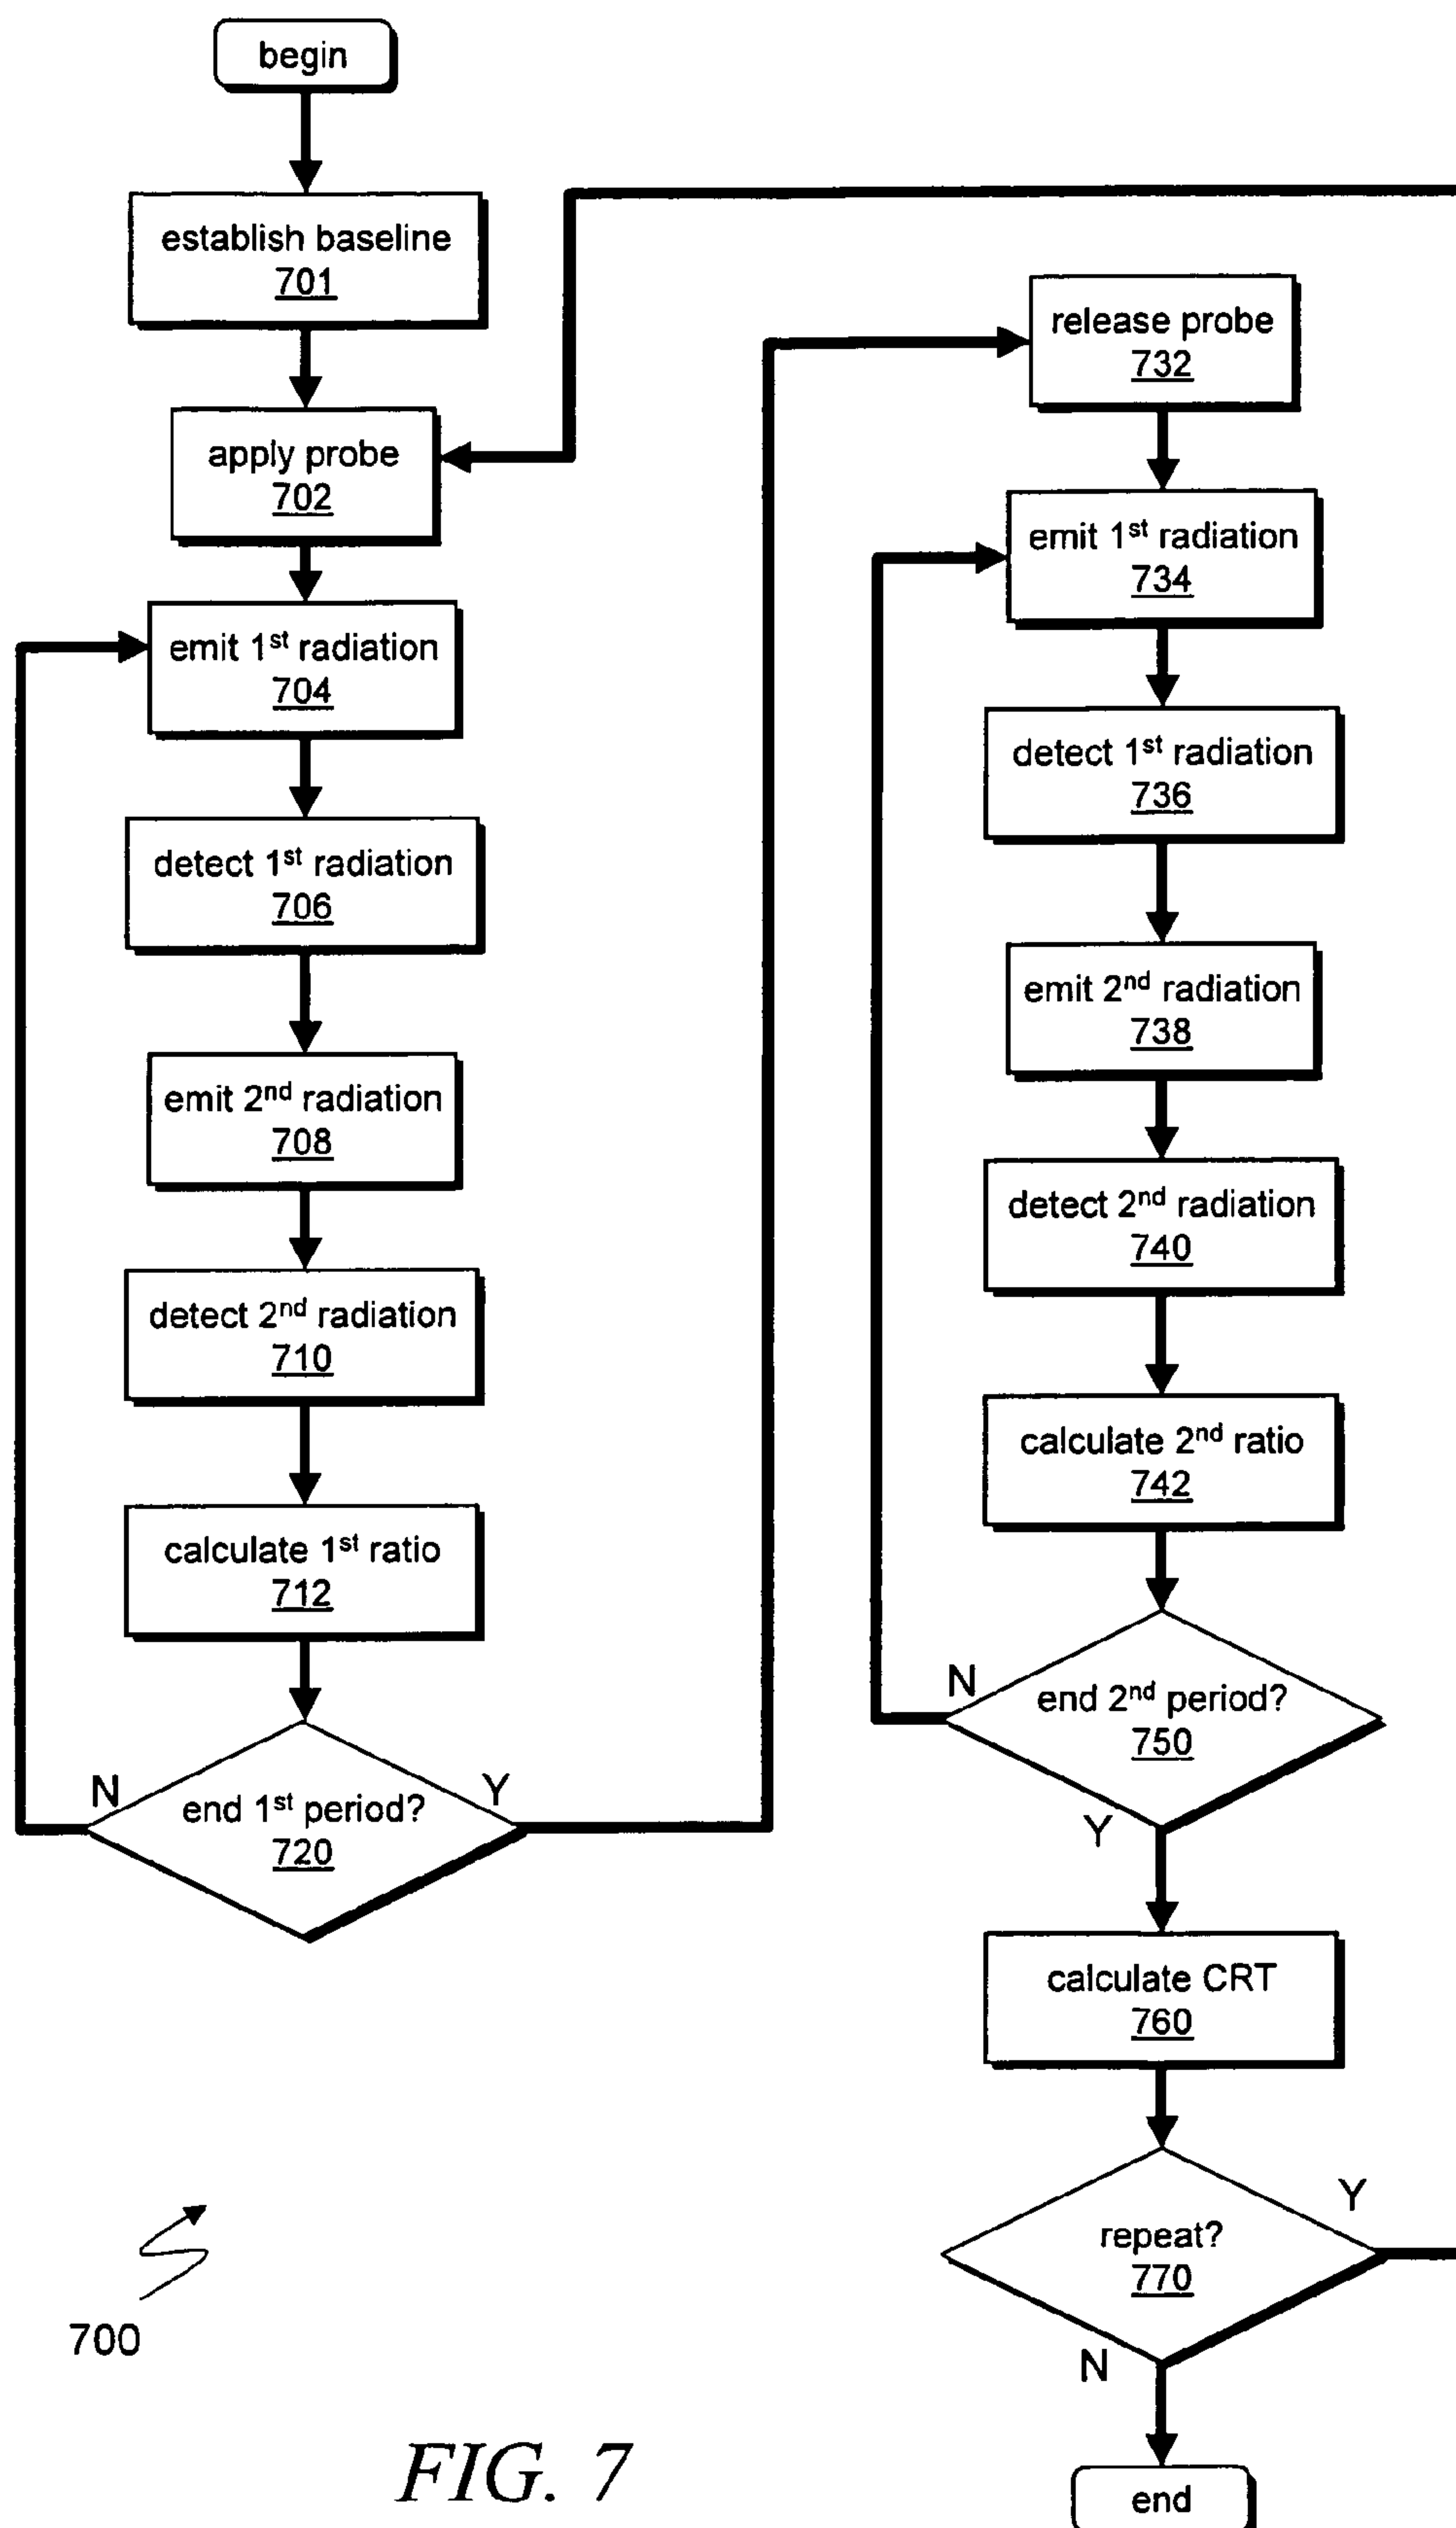 begin
establish baseline
701
apply probe
702
emit 1st radiation
704
detect 1st radiation
706
emit 2nd radiation
708
detect 2nd radiation
710
calculate 1st ratio
712
end 1st period?
720
N
Y
release probe
732
emit 1st radiation
734
detect 1st radiation
736
emit 2nd radiation
738
detect 2nd radiation
740
calculate 2nd ratio
742
end 2nd period?
750
N
Y
calculate CRT
760
repeat?
770
Y
N
end
700
FIG. 7